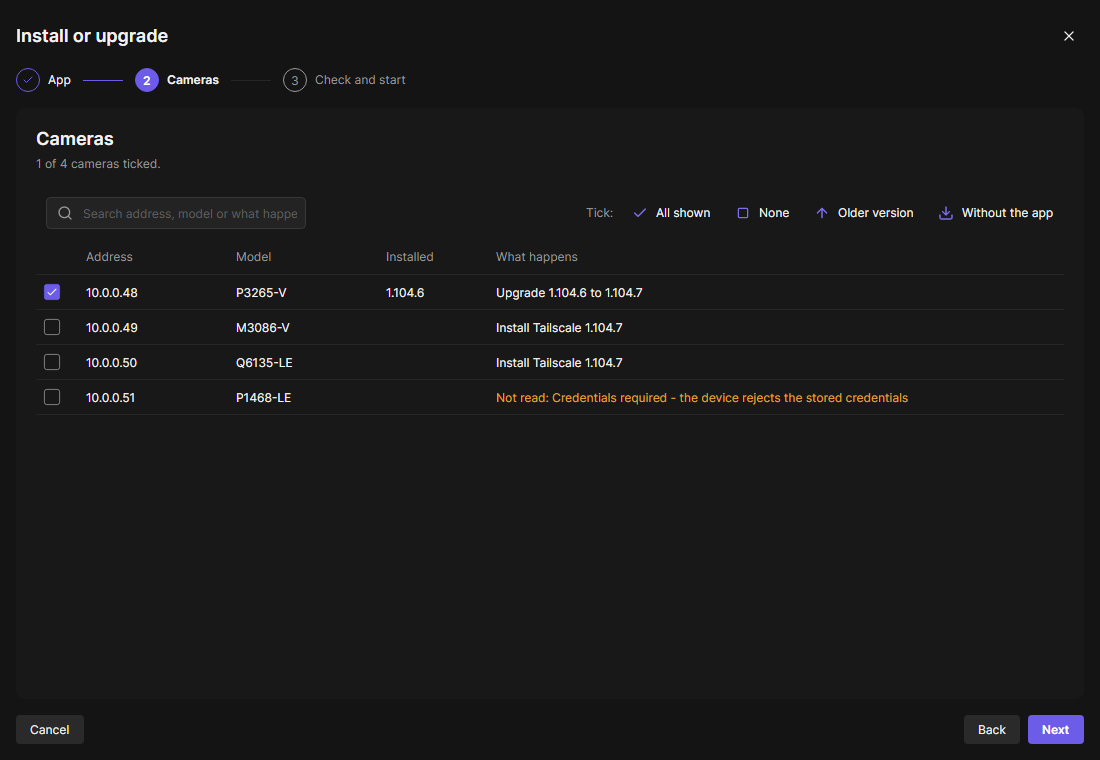 Install or upgrade
App
2 Cameras
3 Check and start
Cameras
1 of 4 cameras ticked.
Search address, model or what happe
Tick: All shown None Older version Without the app
Address Model Installed What happens
10.0.0.48 P3265-V 1.104.6 Upgrade 1.104.6 to 1.104.7
10.0.0.49 M3086-V Install Tailscale 1.104.7
10.0.0.50 Q6135-LE Install Tailscale 1.104.7
10.0.0.51 P1468-LE Not read: Credentials required - the device rejects the stored credentials
Cancel Back Next